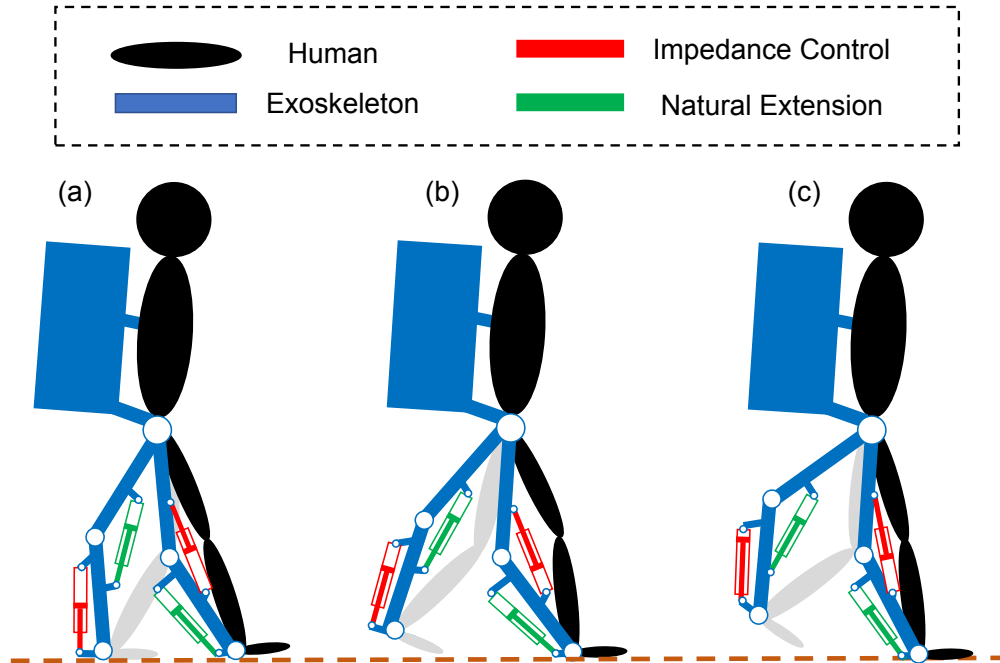 Human
Impedance Control
Exoskeleton
Natural Extension
(a)
(b)
(c)